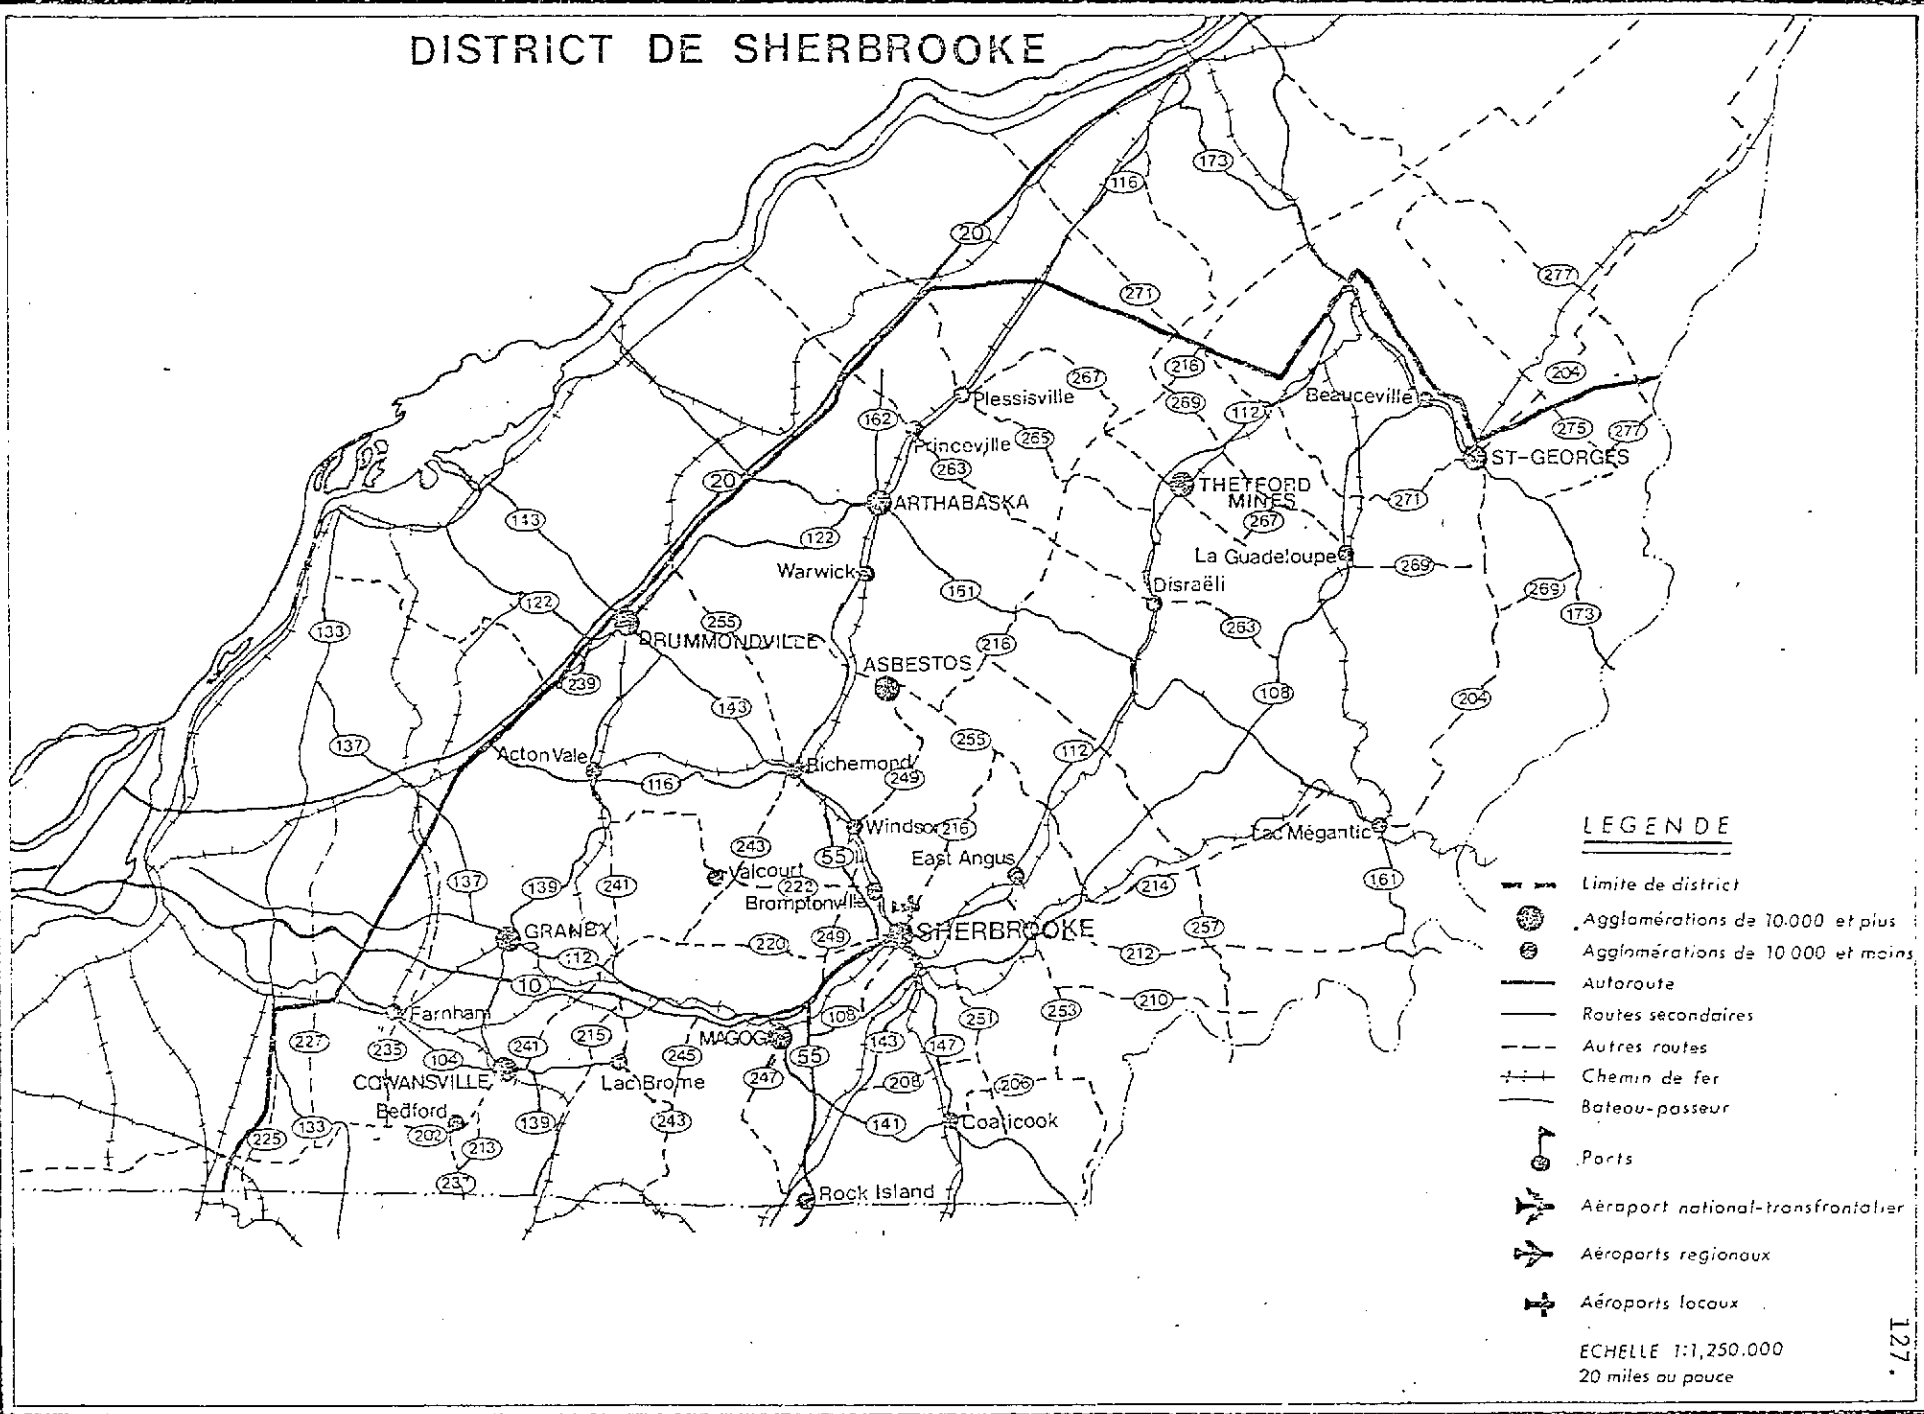 DISTRICT DE SHERBROOKE
173
116
20
277
271
216
204
267
Plessisville
269
112
Beauceville
162
275
277
Princeville
265
263
ST-GEORGES
20
THETFORD
MINES
271
ARTHABASKA
143
267
122
La Guadeloupe
269
Warwick
Disraëli
161
269
122
173
255
263
133
DRUMMONDVILLE
216
ASBESTOS
239
108
204
143
137
255
112
Acton Vale
Richemond
249
116
Windsor
216
Lac Mégantic
243
55
East Angus
Valcourt
137
139
241
222
214
161
Bromptonville
GRANBY
SHERBROOKE
257
220
249
112
212
10
210
Farnham
108
251
253
227
MAGOG
235
241
215
143
147
104
245
55
COWANSVILLE
Lac Brome
247
208
206
Bedford
133
202
139
243
141
Coaticook
225
213
237
Rock Island
LEGENDE
Limite de district
Agglomérations de 10.000 et plus
Agglomérations de 10 000 et moins
Autoroute
Routes secondaires
Autres routes
Chemin de fer
Bateau-passeur
Ports
Aéroport national-transfrontalier
Aéroports regionaux
Aéroports locaux
ECHELLE 1:1,250.000
20 miles au pouce
127.